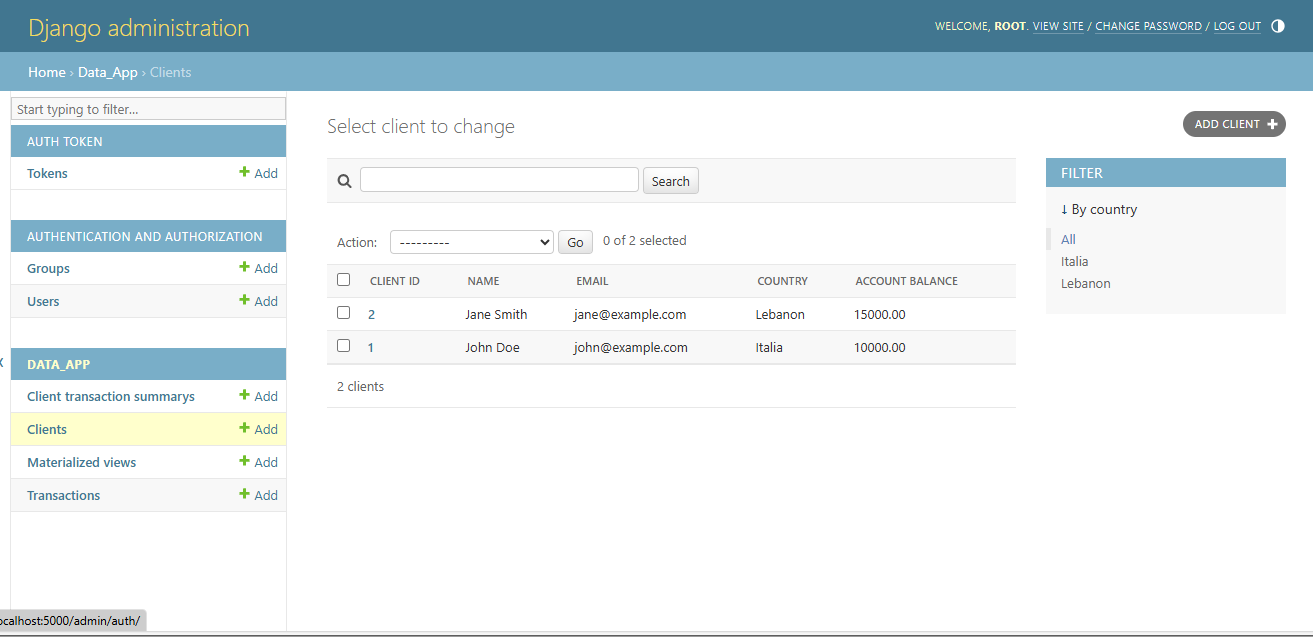 Django administration
WELCOME, ROOT. VIEW SITE / CHANGE PASSWORD / LOG OUT
Home › Data_App › Clients
Start typing to filter...
AUTH TOKEN
Tokens + Add
AUTHENTICATION AND AUTHORIZATION
Groups + Add
Users + Add
DATA_APP
Client transaction summarys + Add
Clients + Add
Materialized views + Add
Transactions + Add
Select client to change
ADD CLIENT +
Search
Action: --------- Go 0 of 2 selected
CLIENT ID NAME EMAIL COUNTRY ACCOUNT BALANCE
2 Jane Smith jane@example.com Lebanon 15000.00
1 John Doe john@example.com Italia 10000.00
2 clients
FILTER
↓ By country
All
Italia
Lebanon
ocalhost:5000/admin/auth/